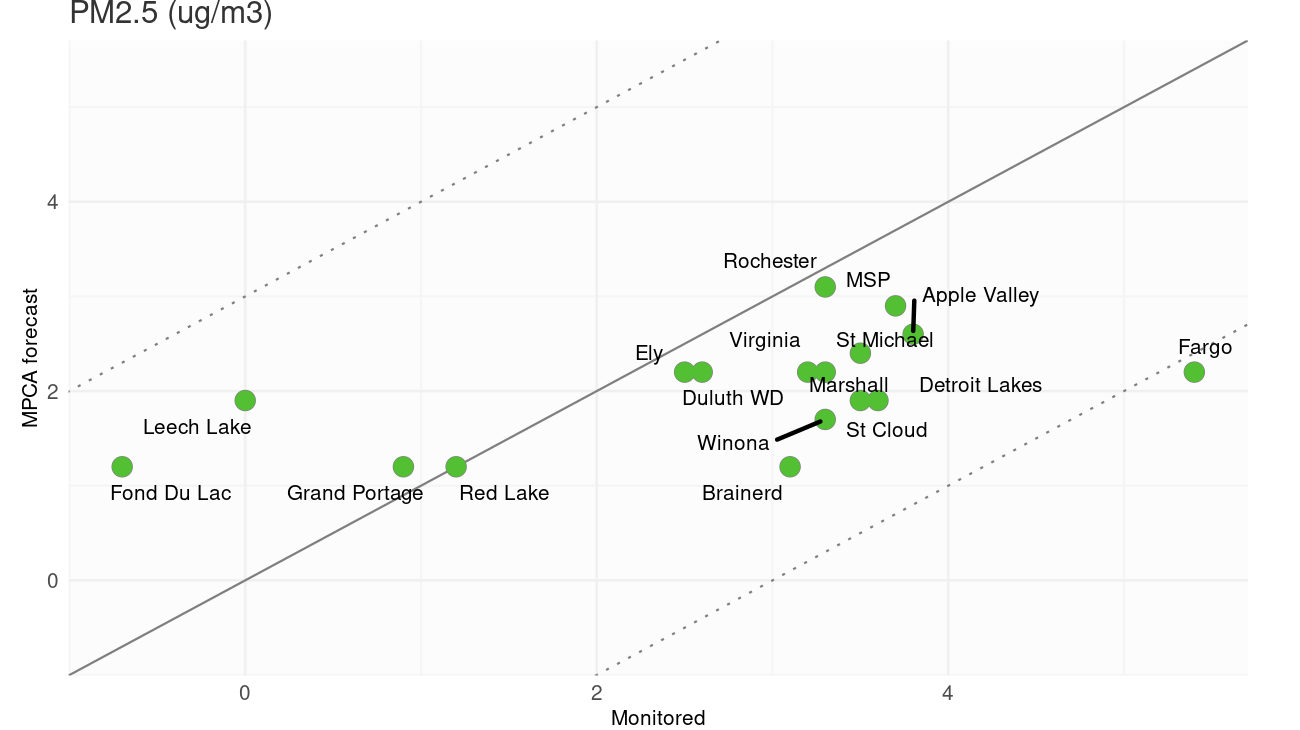 PM2.5 (ug/m3)
MPCA forecast
4
2
0
Rochester
MSP
Apple Valley
Virginia
St Michael
Ely
Fargo
Marshall
Detroit Lakes
Duluth WD
Leech Lake
St Cloud
Winona
Fond Du Lac
Grand Portage
Red Lake
Brainerd
0
2
4
Monitored